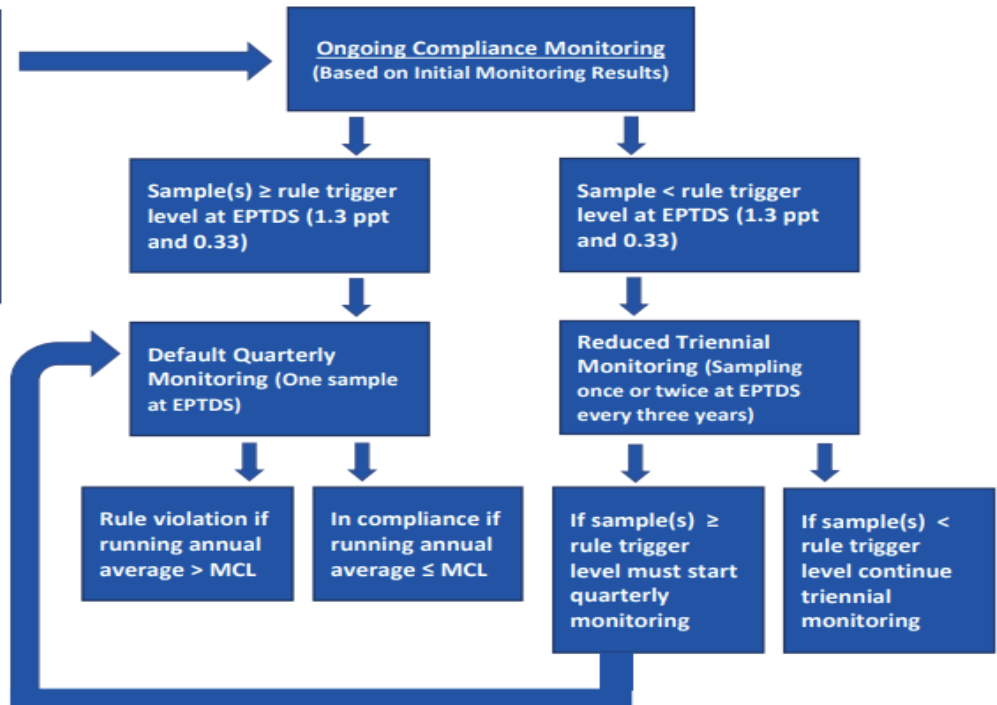 Ongoing Compliance Monitoring
(Based on Initial Monitoring Results)
Sample(s) ≥ rule trigger
level at EPTDS (1.3 ppt
and 0.33)
Sample < rule trigger
level at EPTDS (1.3 ppt
and 0.33)
Default Quarterly
Monitoring (One sample
at EPTDS)
Reduced Triennial
Monitoring (Sampling
once or twice at EPTDS
every three years)
Rule violation if
running annual
average > MCL
In compliance if
running annual
average ≤ MCL
If sample(s) ≥
rule trigger
level must start
quarterly
monitoring
If sample(s) <
rule trigger
level continue
triennial
monitoring